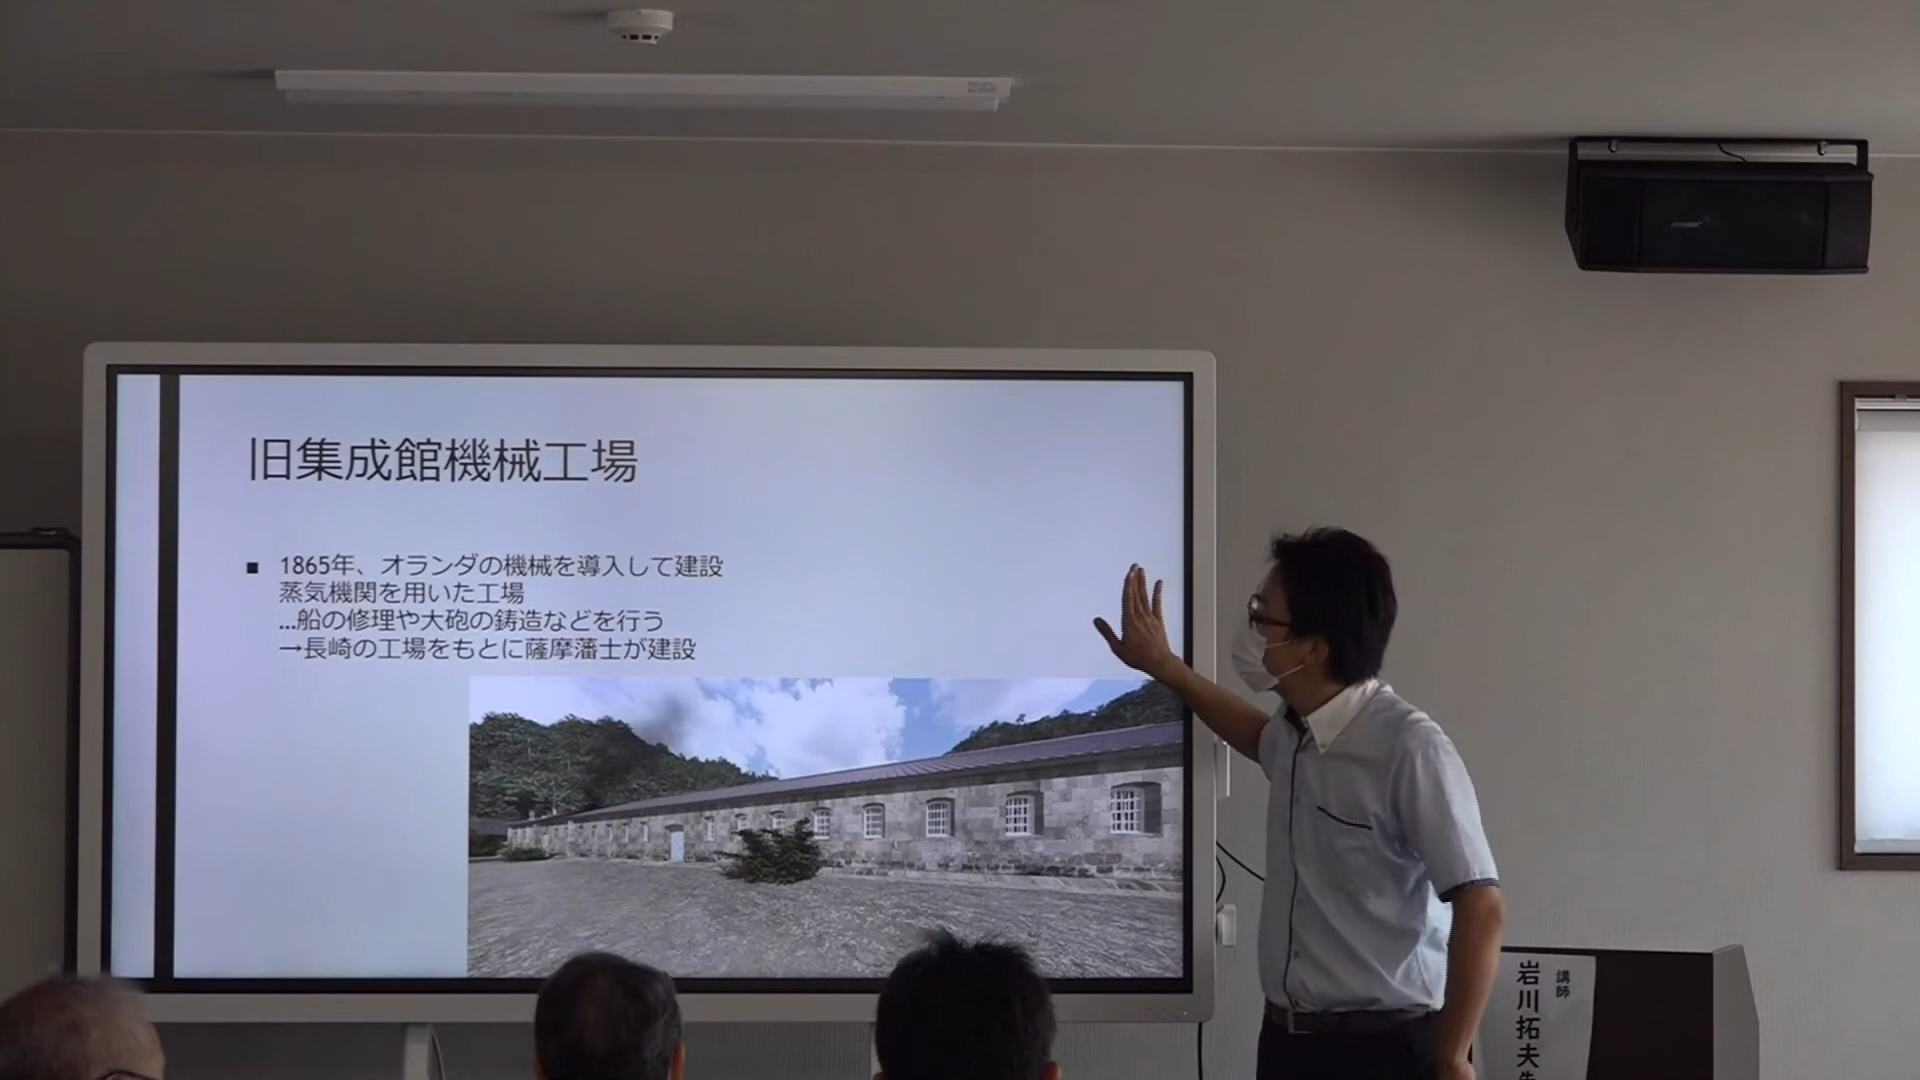 旧集成館機械工場
■ 1865年、オランダの機械を導入して建設
蒸気機関を用いた工場
…船の修理や大砲の鋳造などを行う
→長崎の工場をもとに薩摩藩士が建設
講師
岩川拓夫